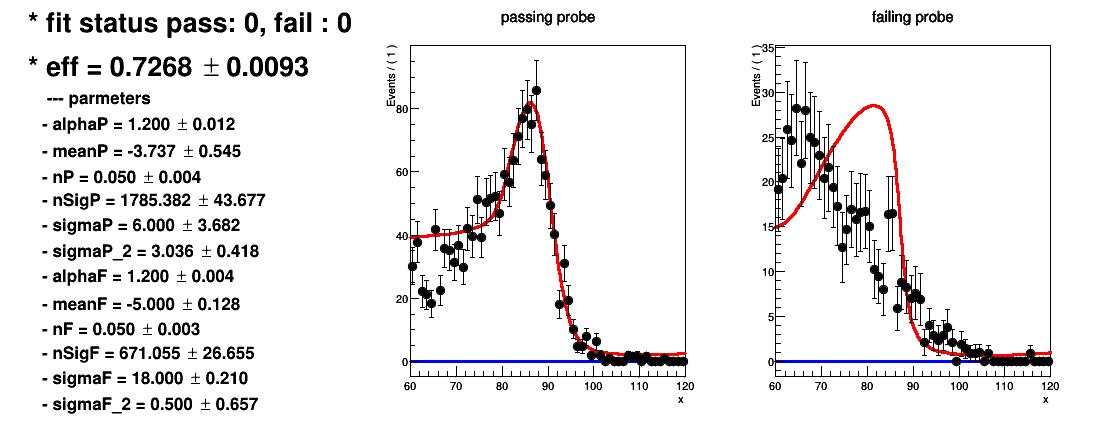 * fit status pass: 0, fail : 0
* eff = 0.7268 ± 0.0093
--- parmeters
- alphaP = 1.200 ± 0.012
- meanP = -3.737 ± 0.545
- nP = 0.050 ± 0.004
- nSigP = 1785.382 ± 43.677
- sigmaP = 6.000 ± 3.682
- sigmaP_2 = 3.036 ± 0.418
- alphaF = 1.200 ± 0.004
- meanF = -5.000 ± 0.128
- nF = 0.050 ± 0.003
- nSigF = 671.055 ± 26.655
- sigmaF = 18.000 ± 0.210
- sigmaF_2 = 0.500 ± 0.657
passing probe
Events / ( 1 )
80
60
40
20
0
60 70 80 90 100 110 120
x
failing probe
Events / ( 1 )
35
30
25
20
15
10
5
0
60 70 80 90 100 110 120
x